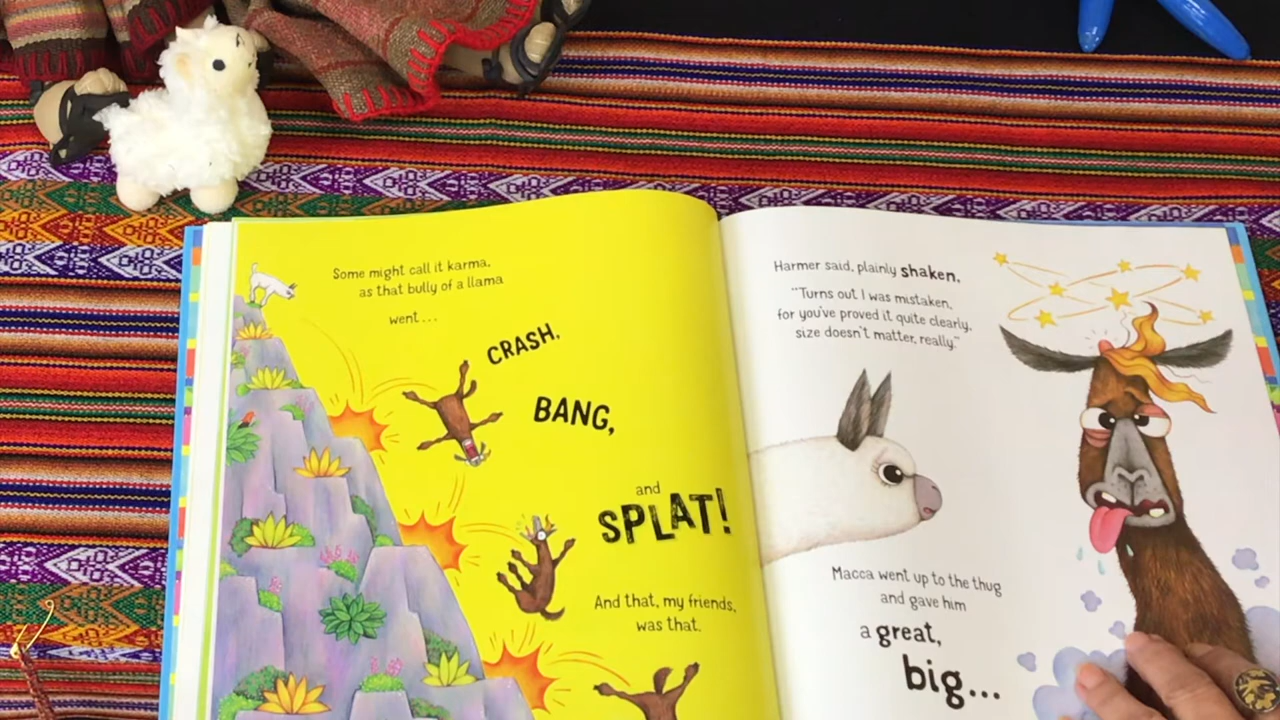 Some might call it karma,
as that bully of a llama
went...
CRASH,
BANG,
and
SPLAT!
And that, my friends,
was that.
Harmer said, plainly shaken,
"Turns out I was mistaken,
for you've proved it quite clearly,
size doesn't matter, really."
Macca went up to the thug
and gave him
a great,
big...